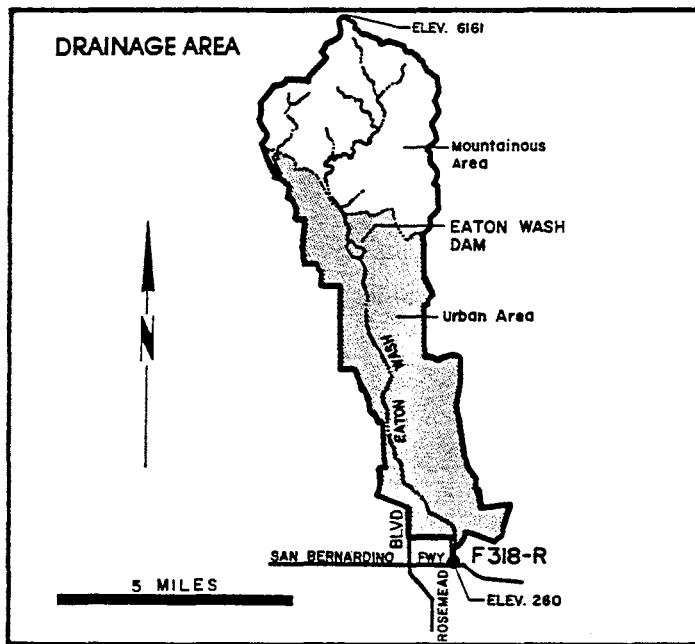 DRAINAGE AREA
ELEV. 6161
Mountainous
Area
EATON WASH
DAM
Urban Area
N
EATON WASH
BLVD
F318-R
SAN BERNARDINO FWY
5 MILES
ELEV. 260
ROSEMEAD